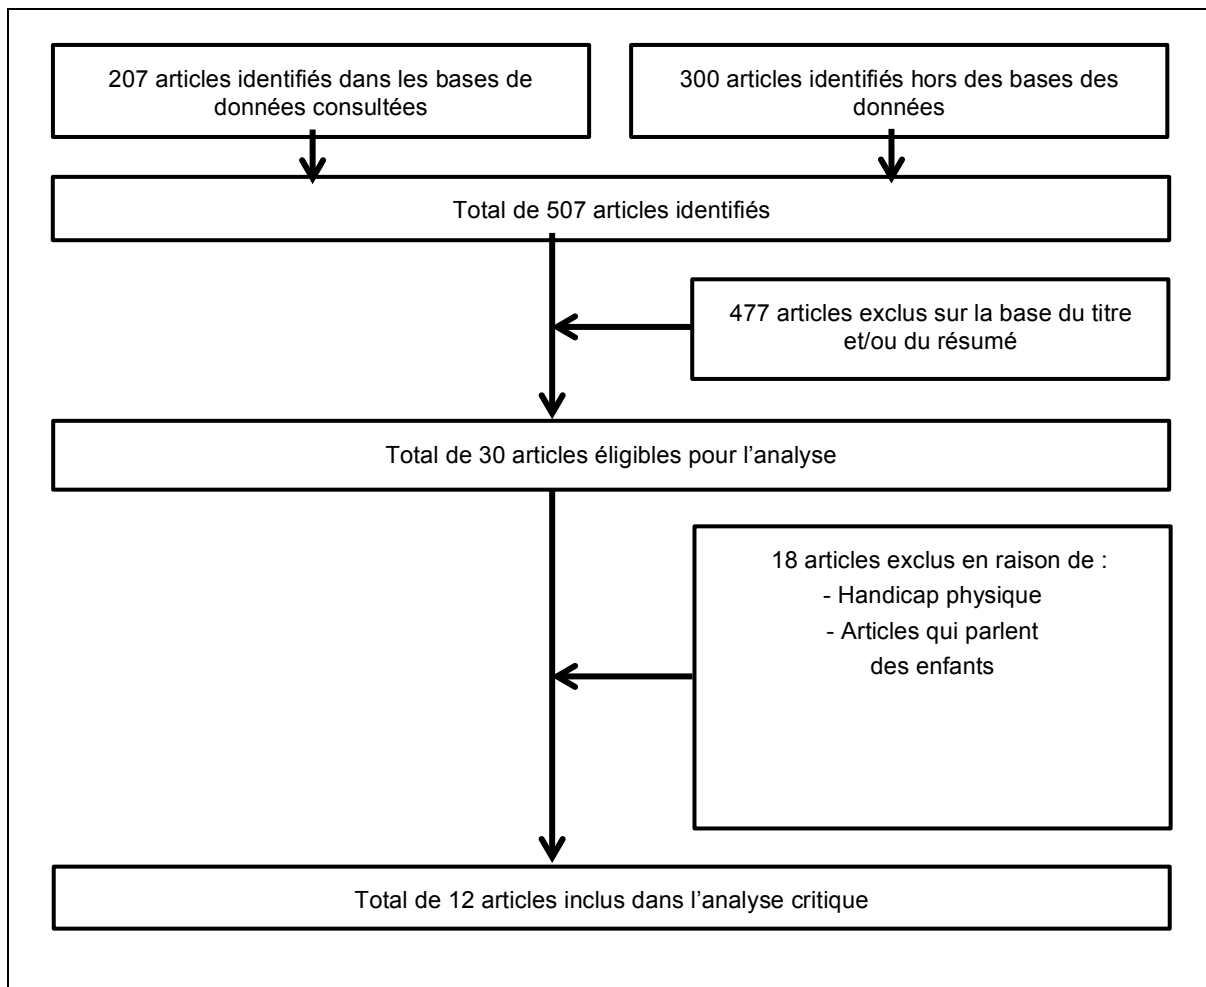 207 articles identifiés dans les bases de
données consultées
300 articles identifiés hors des bases des
données
Total de 507 articles identifiés
477 articles exclus sur la base du titre
et/ou du résumé
Total de 30 articles éligibles pour l’analyse
18 articles exclus en raison de :
- Handicap physique
- Articles qui parlent
des enfants
Total de 12 articles inclus dans l’analyse critique